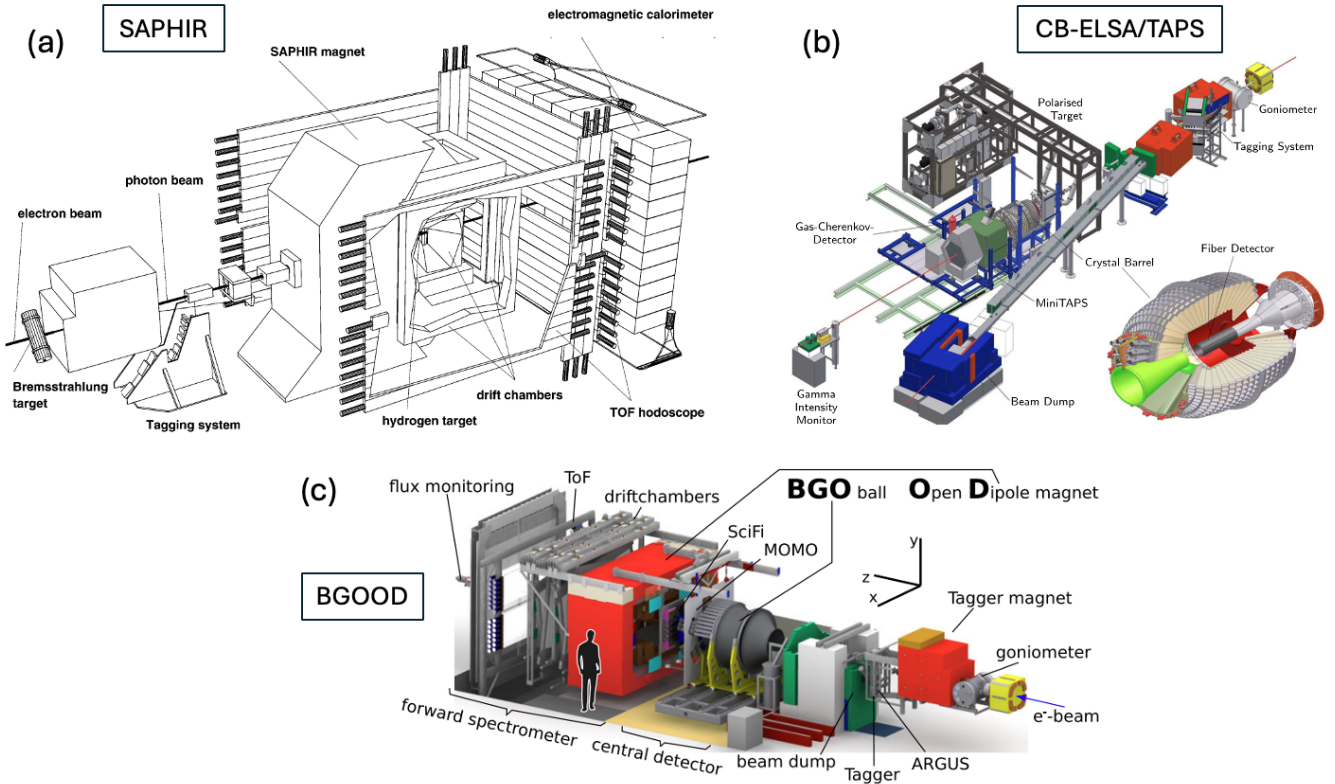 (a)
SAPHIR
electromagnetic calorimeter
SAPHIR magnet
photon beam
electron beam
Bremsstrahlung
target
Tagging system
hydrogen target
drift chambers
TOF hodoscope
(b)
CB-ELSA/TAPS
Polarised
Target
Goniometer
Tagging System
Gas-Cherenkov-
Detector
Crystal Barrel
Fiber Detector
MiniTAPS
Gamma
Intensity
Monitor
Beam Dump
(c)
BGOOD
flux monitoring
ToF
driftchambers
BGO ball Open Dipole magnet
SciFi
MOMO
y
z
x
Tagger magnet
goniometer
e⁻-beam
forward spectrometer
central detector
beam dump
Tagger
ARGUS